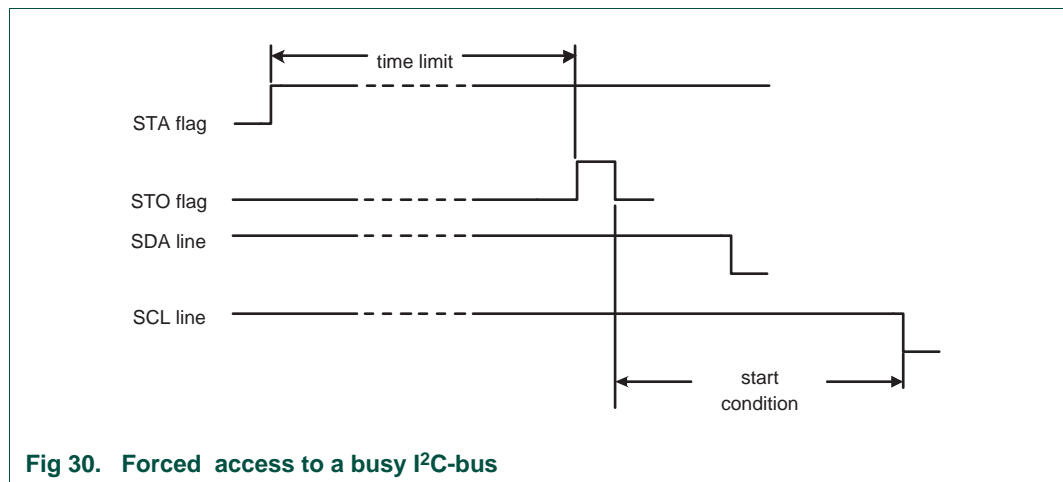 time limit
STA flag
STO flag
SDA line
SCL line
start
condition
Fig 30. Forced access to a busy I²C-bus